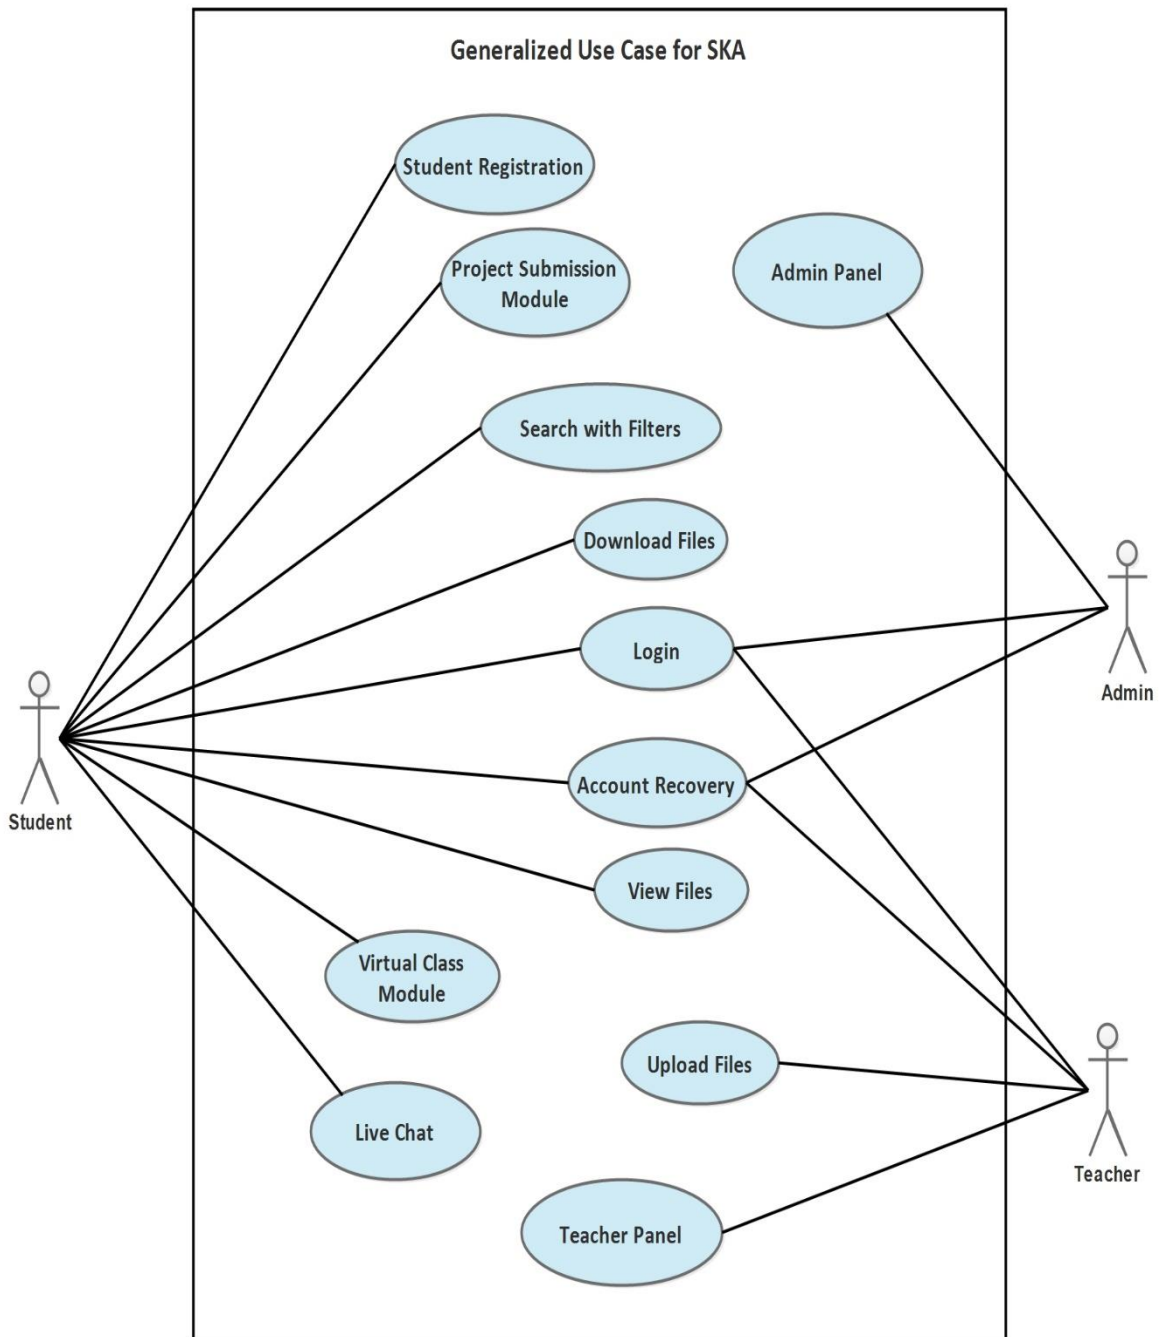 Generalized Use Case for SKA
Student Registration
Project Submission
Module
Admin Panel
Search with Filters
Download Files
Login
Admin
Student
Account Recovery
View Files
Virtual Class
Module
Upload Files
Live Chat
Teacher
Teacher Panel